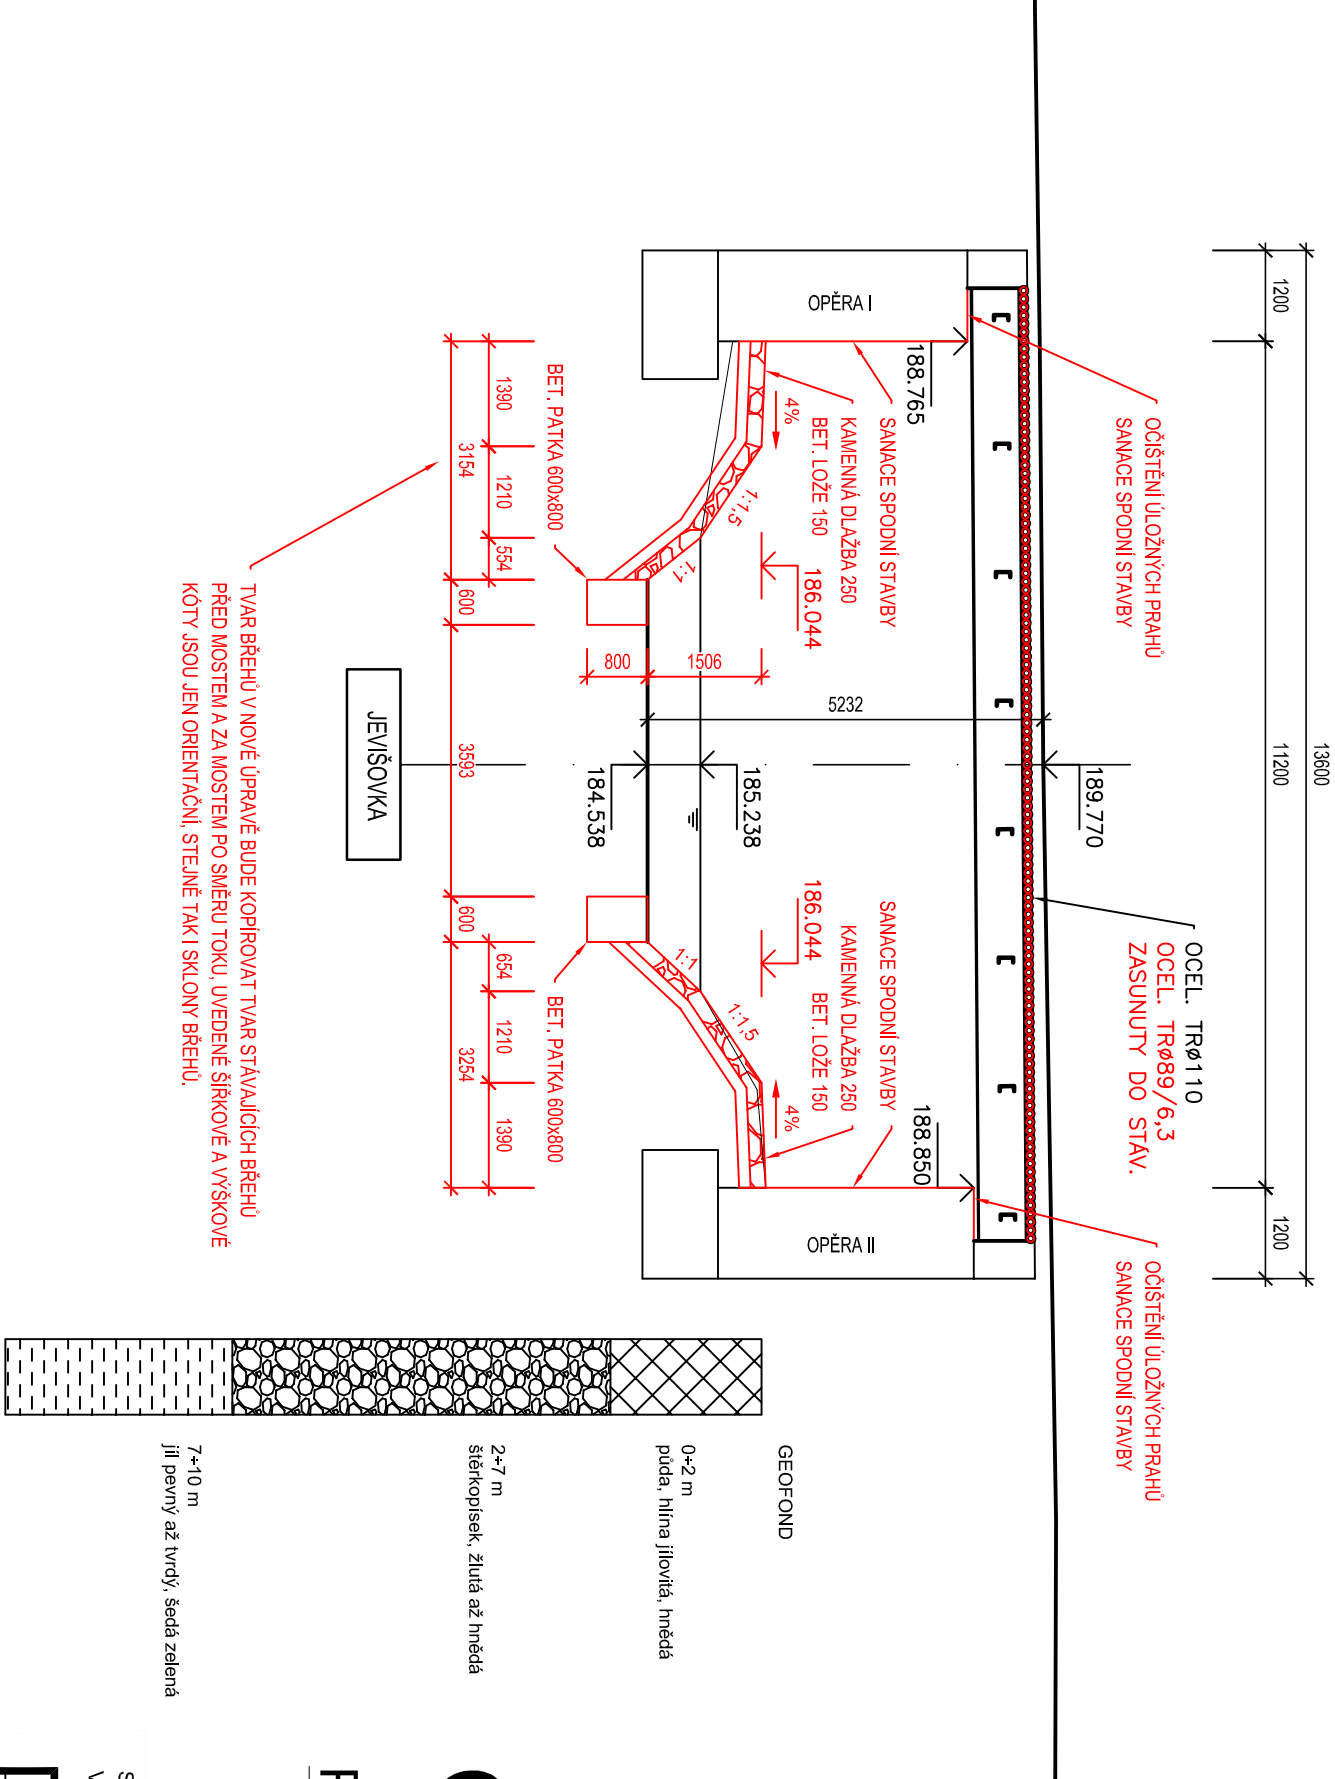 13600
1200
11200
1200
OČIŠTĚNÍ ÚLOŽNÝCH PRAHŮ
SANACE SPODNÍ STAVBY
OCEL. TRØ110
OCEL. TRØ89/6,3
ZASUNUTY DO STÁV.
OČIŠTĚNÍ ÚLOŽNÝCH PRAHŮ
SANACE SPODNÍ STAVBY
189.770
188.765
188.850
OPĚRA I
OPĚRA II
SANACE SPODNÍ STAVBY
KAMENNÁ DLAŽBA 250
BET. LOŽE 150
4%
1:1,5
1:1
186.044
5232
1506
800
185.238
184.538
186.044
SANACE SPODNÍ STAVBY
KAMENNÁ DLAŽBA 250
BET. LOŽE 150
4%
1:1,5
1:1
BET. PATKA 600x800
BET. PATKA 600x800
1390
1210
554
654
1210
1390
3154
600
3593
600
3254
JEVIŠOVKA
TVAR BŘEHŮ V NOVÉ ÚPRAVĚ BUDE KOPÍROVAT TVAR STÁVAJÍCÍCH BŘEHŮ
PŘED MOSTEM A ZA MOSTEM PO SMĚRU TOKU, UVEDENÉ ŠÍŘKOVÉ A VÝŠKOVÉ
KÓTY JSOU JEN ORIENTAČNÍ, STEJNĚ TAK I SKLONY BŘEHŮ.
GEOFOND
0÷2 m
půda, hlína jílovitá, hnědá
2÷7 m
štěrkopísek, žlutá až hnědá
7÷10 m
jíl pevný až tvrdý, šedá zelená